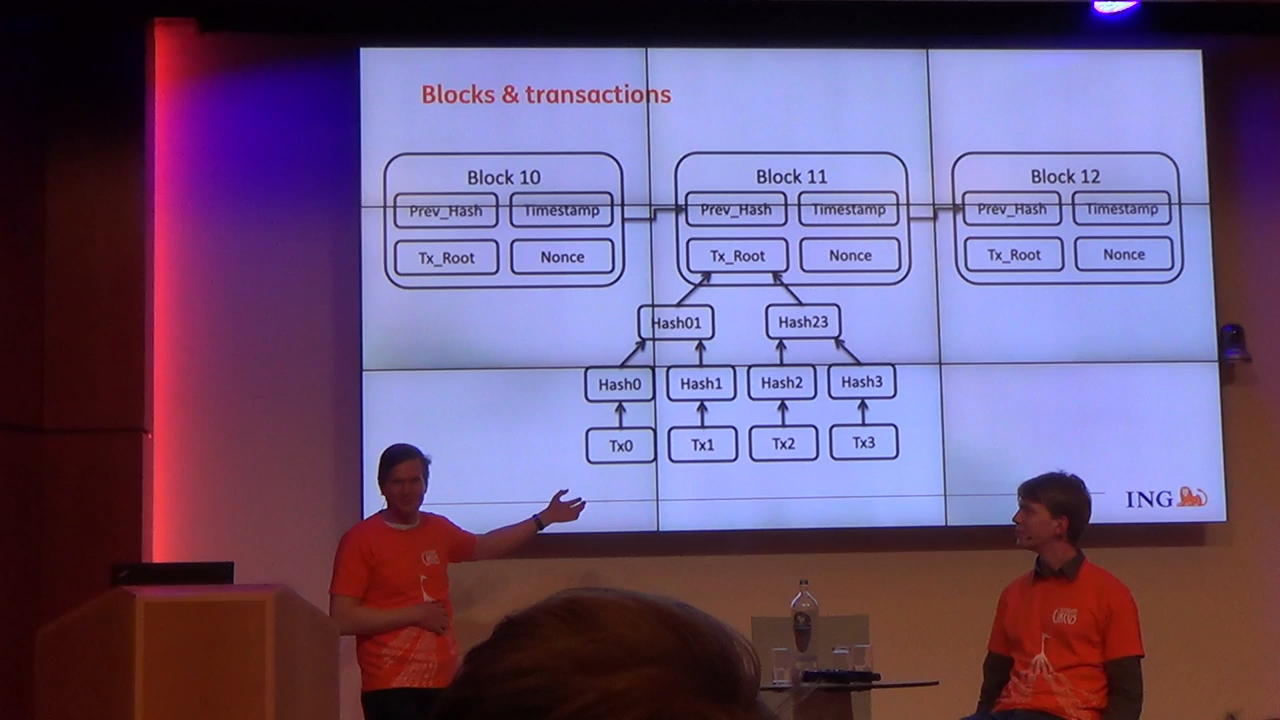 Blocks & transactions
Block 10 Block 11 Block 12
Prev_Hash Timestamp Prev_Hash Timestamp Prev_Hash Timestamp
Tx_Root Nonce Tx_Root Nonce Tx_Root Nonce
Hash01 Hash23
Hash0 Hash1 Hash2 Hash3
Tx0 Tx1 Tx2 Tx3
ING
CIRCUS